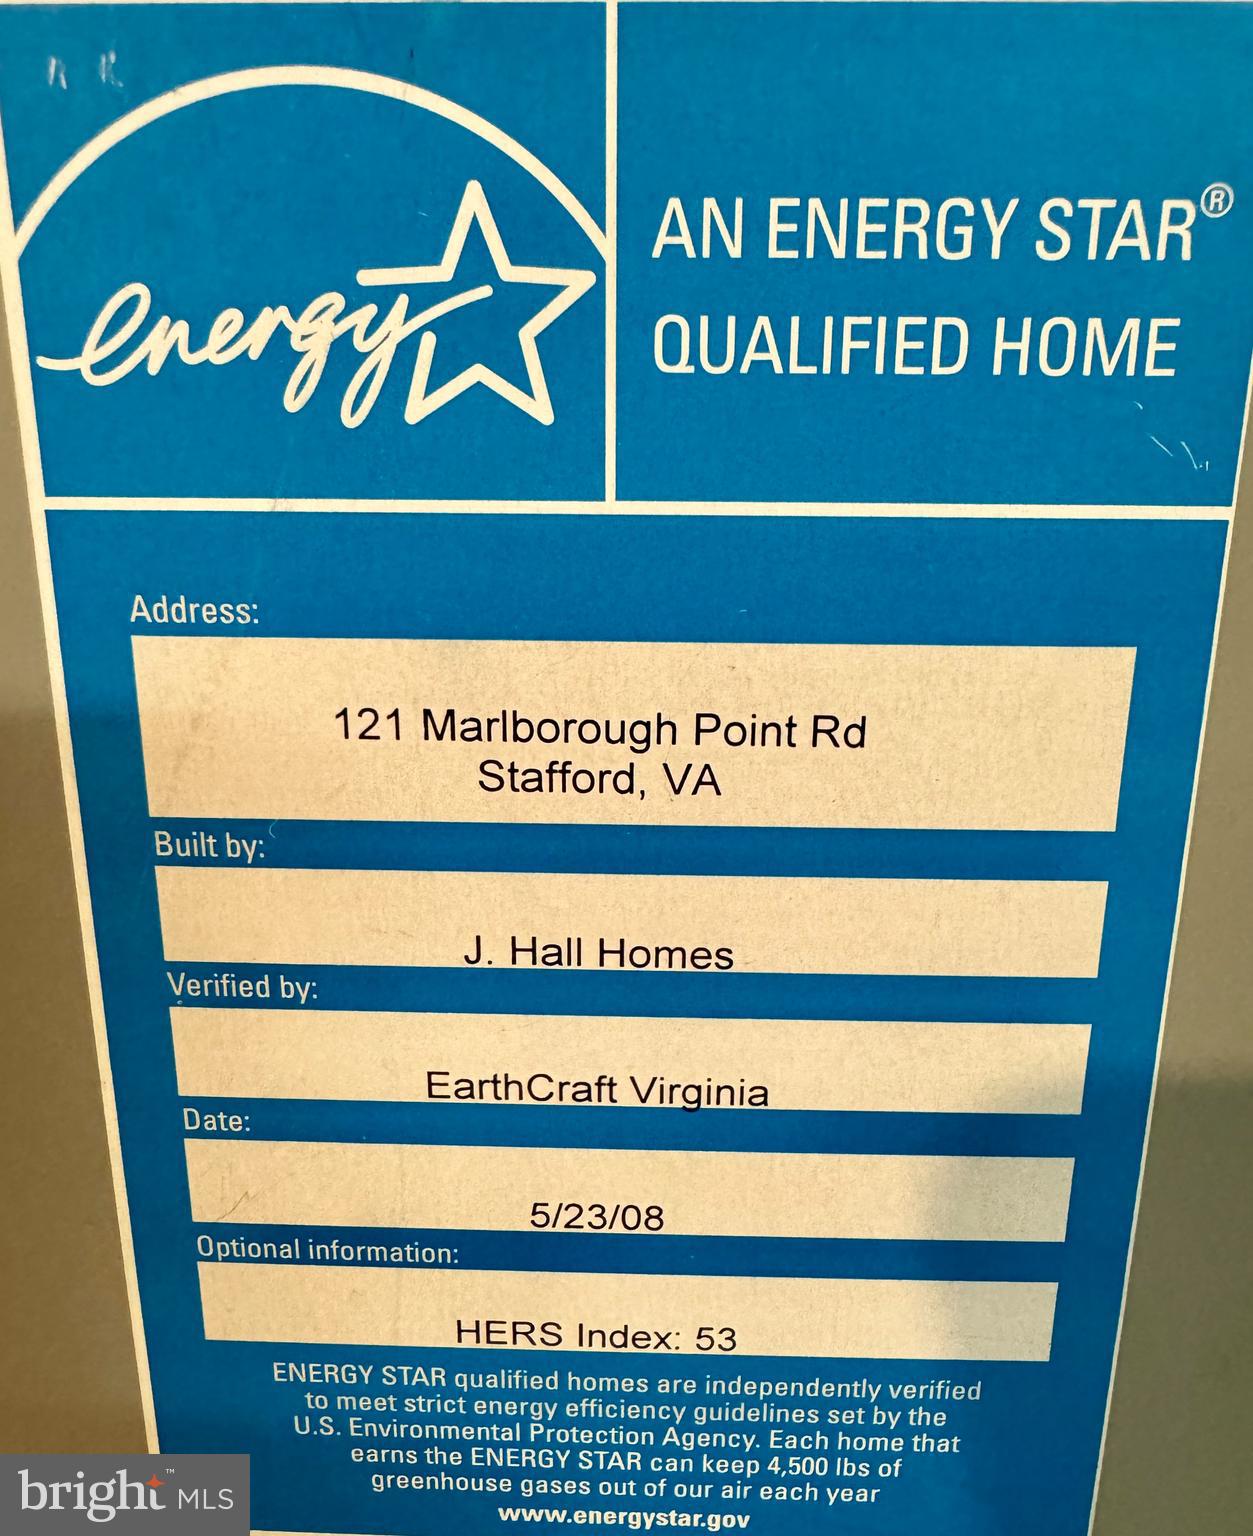 energy
AN ENERGY STAR®
QUALIFIED HOME
Address:
121 Marlborough Point Rd
Stafford, VA
Built by:
J. Hall Homes
Verified by:
EarthCraft Virginia
Date:
5/23/08
Optional information:
HERS Index: 53
ENERGY STAR qualified homes are independently verified
to meet strict energy efficiency guidelines set by the
U.S. Environmental Protection Agency. Each home that
earns the ENERGY STAR can keep 4,500 lbs of
greenhouse gases out of our air each year
www.energystar.gov
bright™ MLS